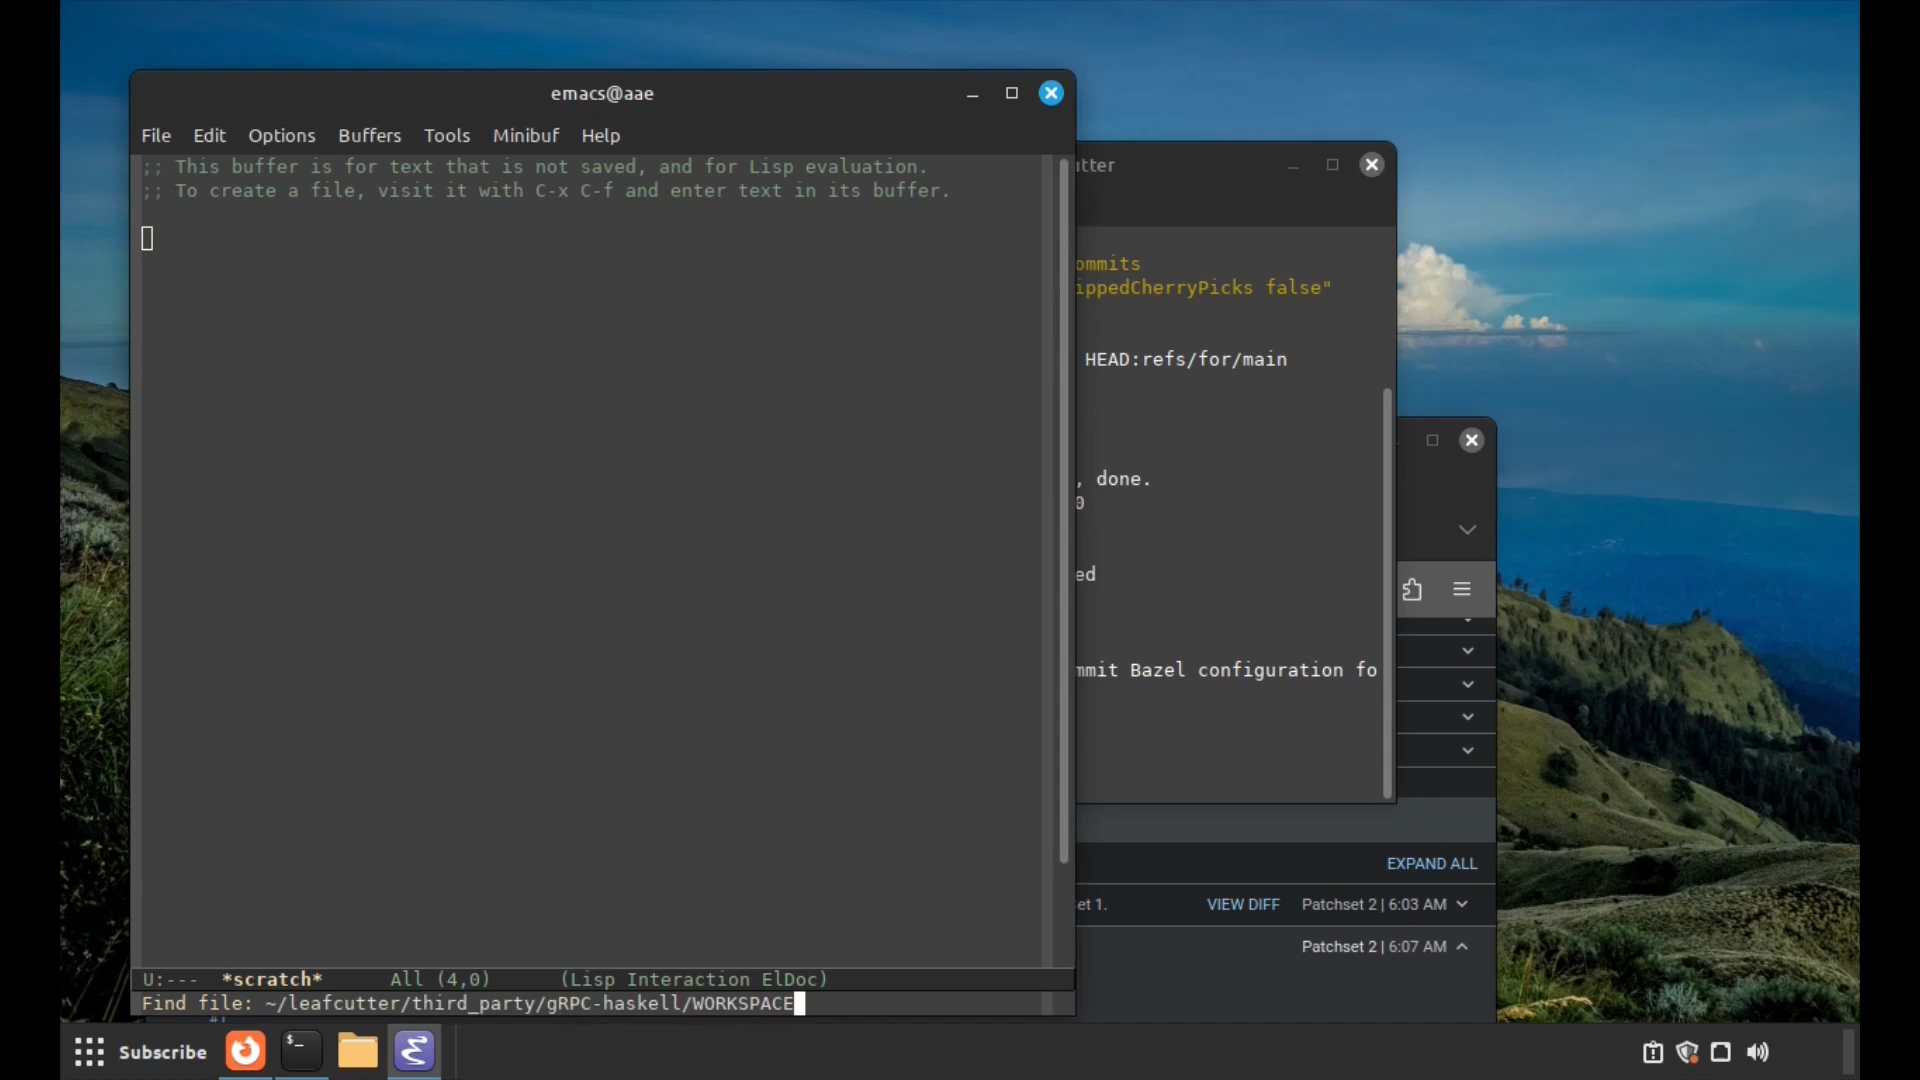 emacs@aae
File Edit Options Buffers Tools Minibuf Help
;; This buffer is for text that is not saved, and for Lisp evaluation.
;; To create a file, visit it with C-x C-f and enter text in its buffer.
U:--- *scratch* All (4,0) (Lisp Interaction ElDoc)
Find file: ~/leafcutter/third_party/gRPC-haskell/WORKSPACE
utter
ommits
ippedCherryPicks false"
HEAD:refs/for/main
, done.
0
ed
mmit Bazel configuration fo
EXPAND ALL
et 1. VIEW DIFF Patchset 2 | 6:03 AM
Patchset 2 | 6:07 AM
Subscribe